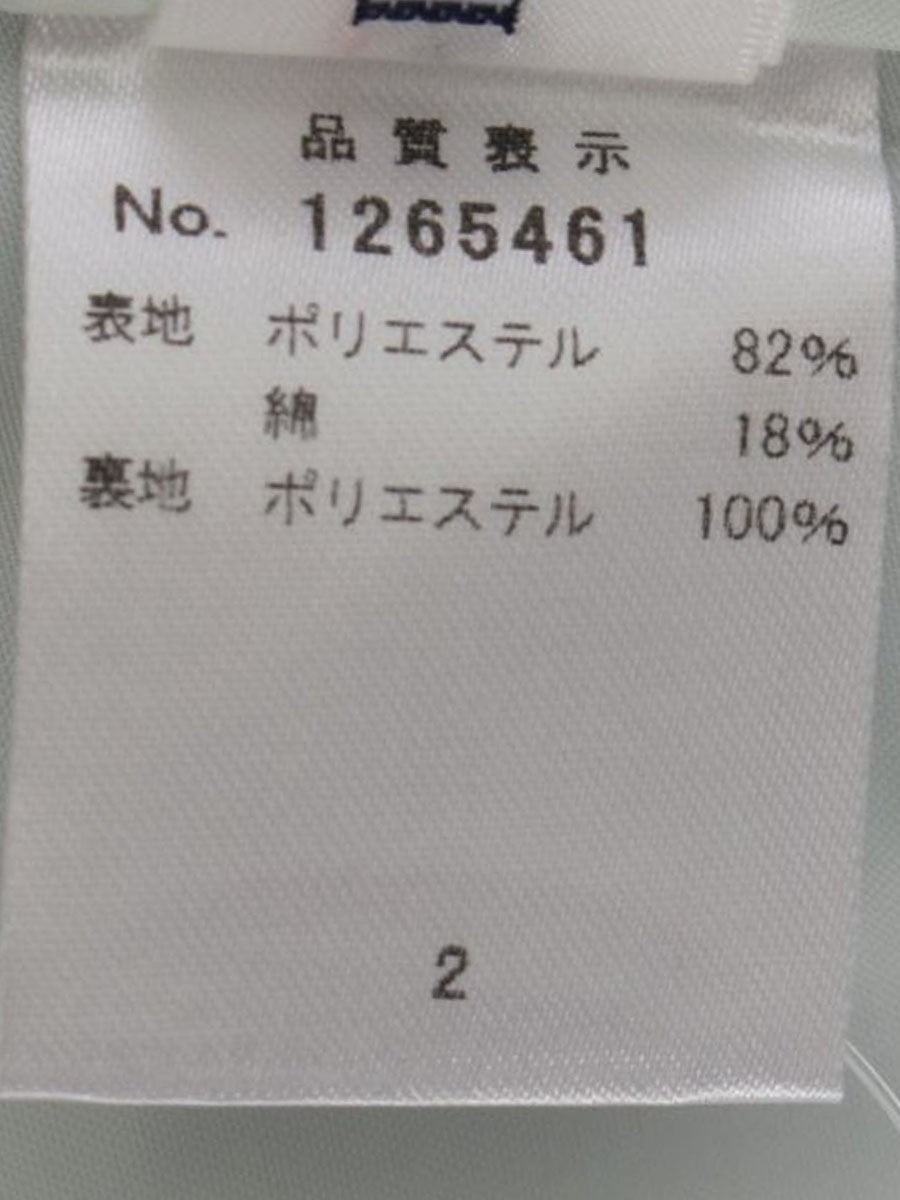 品質表示
No. 1265461
表地 ポリエステル 82%
綿 18%
裏地 ポリエステル 100%
2